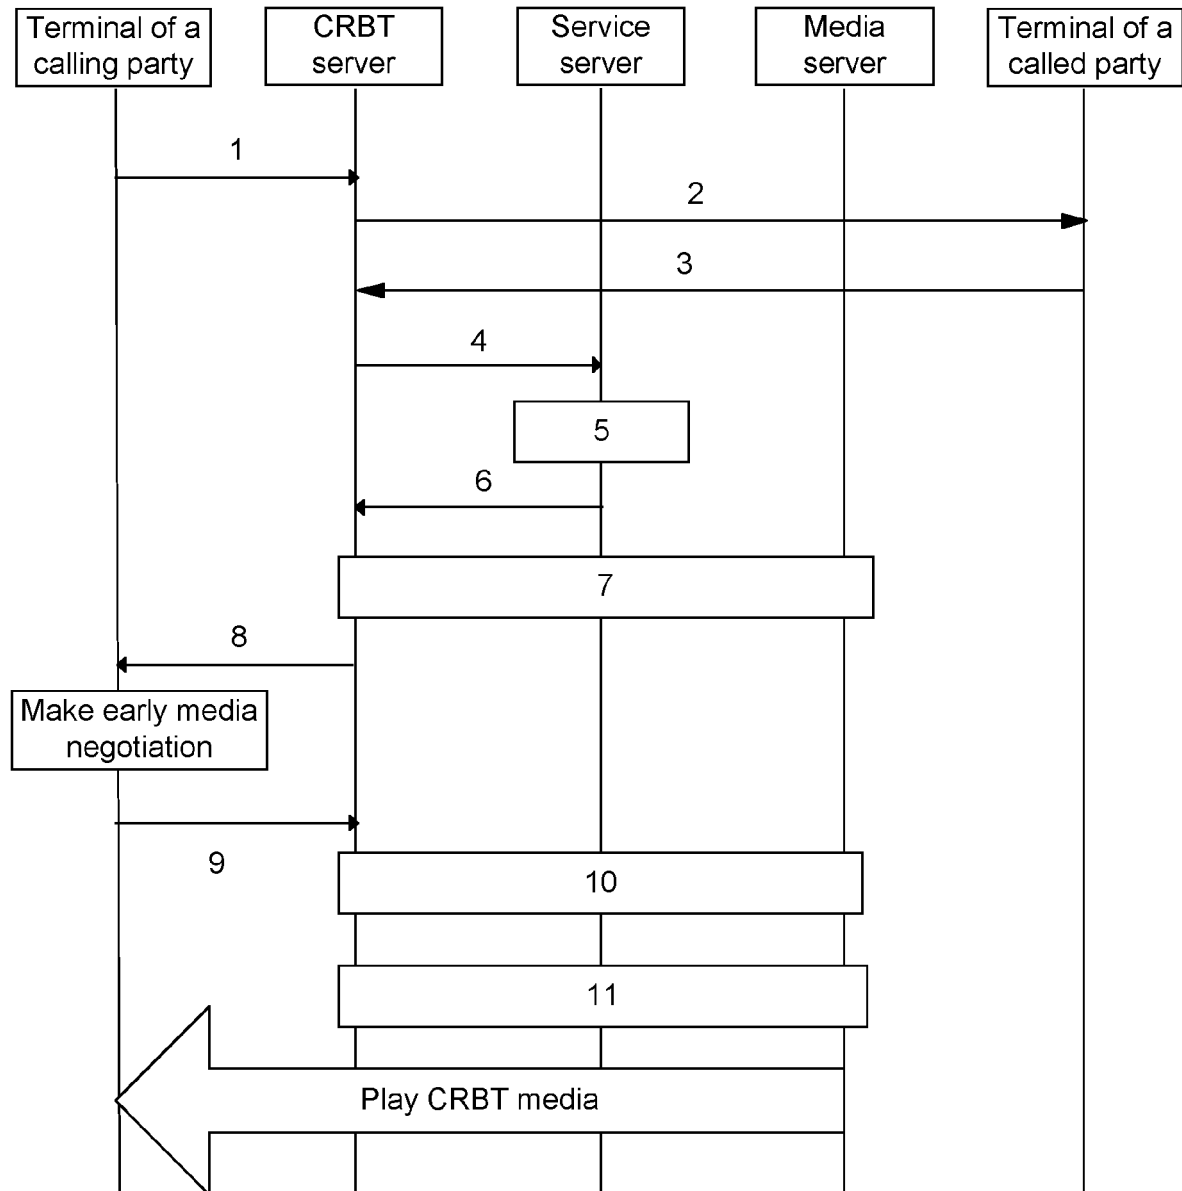 Terminal of a
calling party
CRBT
server
Service
server
Media
server
Terminal of a
called party
1
2
3
4
5
6
7
8
Make early media
negotiation
9
10
11
Play CRBT media